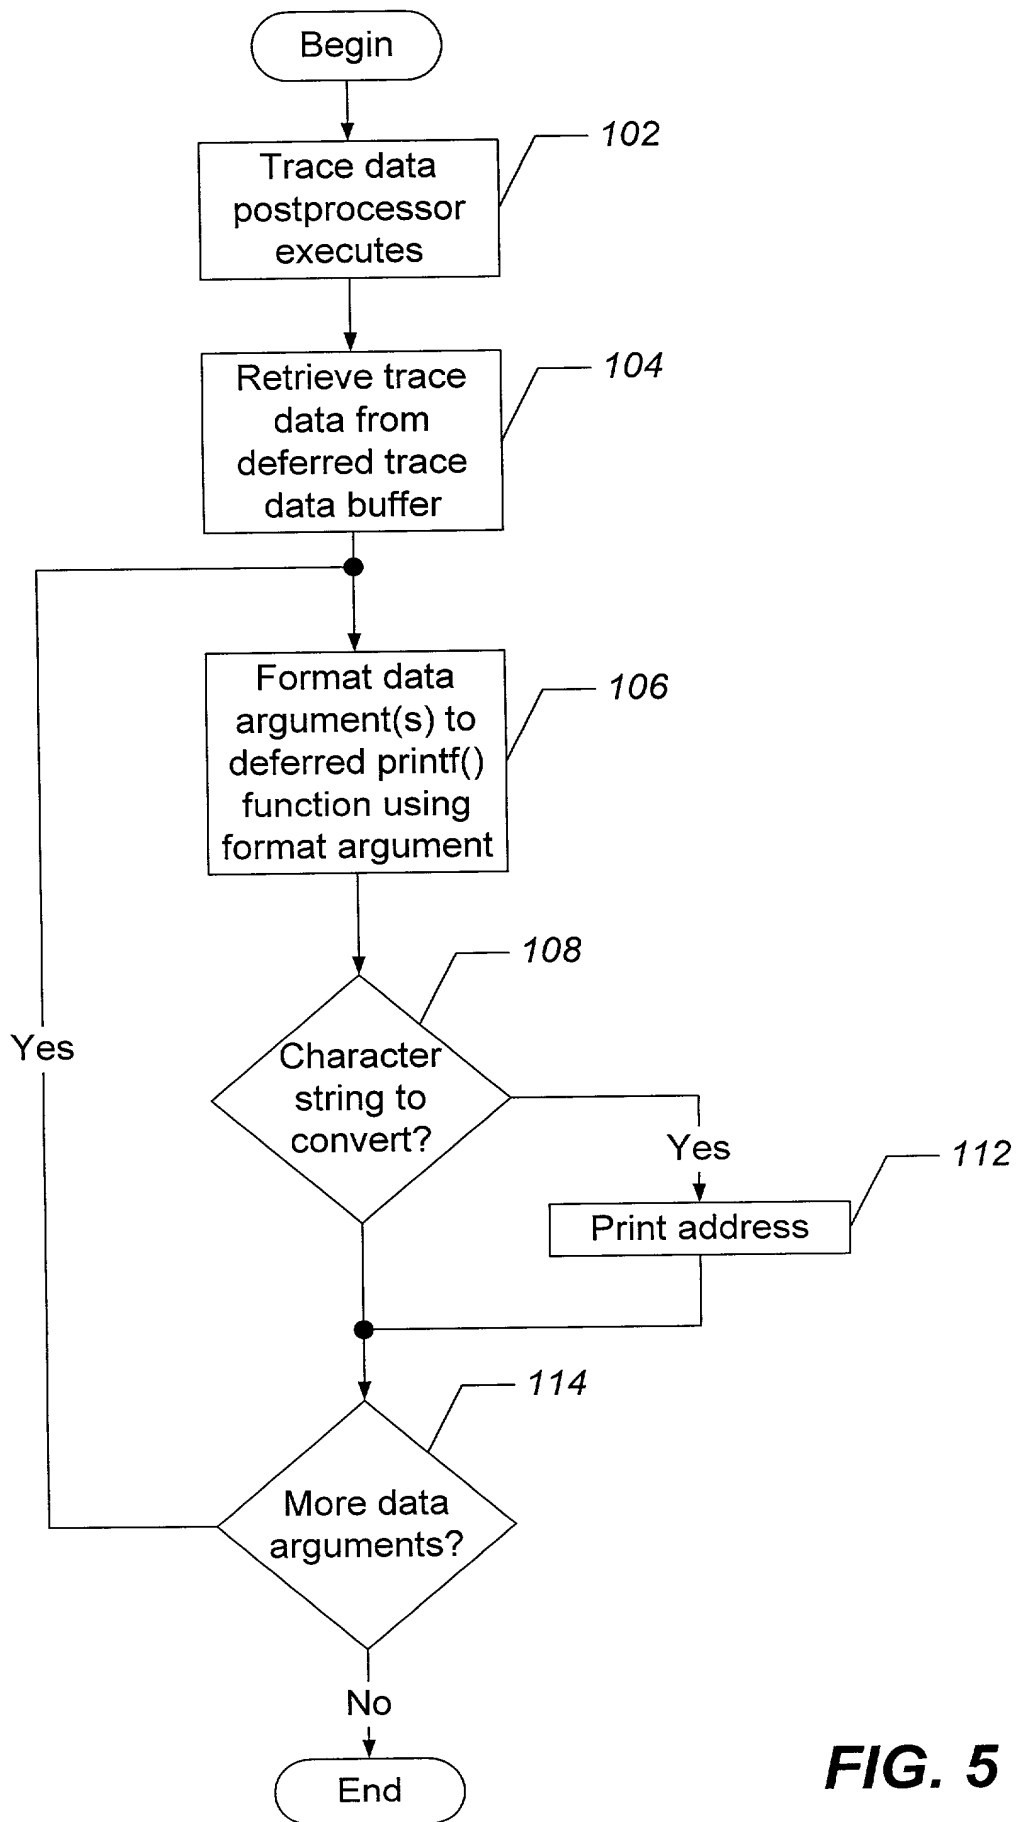 Begin
102
Trace data
postprocessor
executes
104
Retrieve trace
data from
deferred trace
data buffer
106
Format data
argument(s) to
deferred printf()
function using
format argument
108
Character
string to
convert?
Yes
Yes
112
Print address
114
More data
arguments?
No
End
FIG. 5